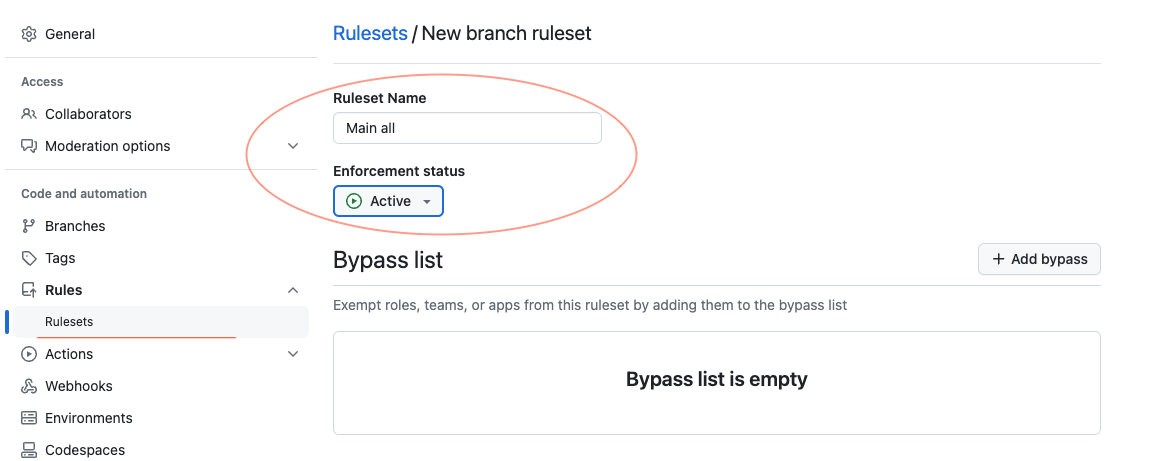 General
Access
Collaborators
Moderation options
Code and automation
Branches
Tags
Rules
Rulesets
Actions
Webhooks
Environments
Codespaces
Rulesets / New branch ruleset
Ruleset Name
Main all
Enforcement status
Active
Bypass list
Add bypass
Exempt roles, teams, or apps from this ruleset by adding them to the bypass list
Bypass list is empty